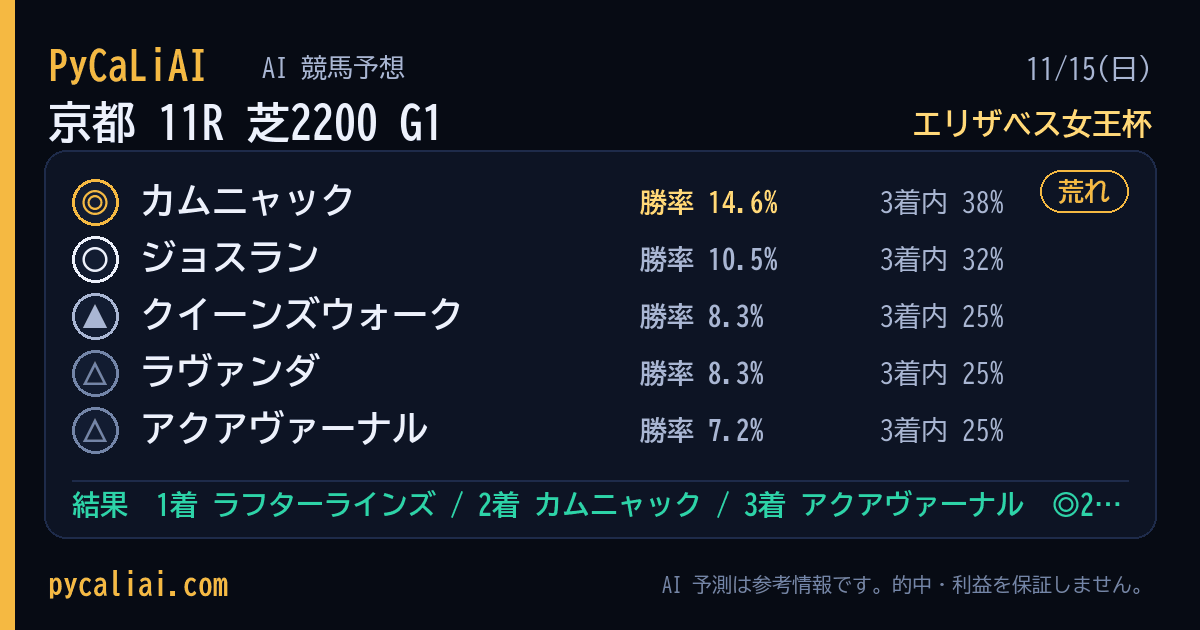 PyCaLiAI AI 競馬予想 11/15(日)
京都 11R 芝2200 G1 エリザベス女王杯
◎ カムニャック 勝率 14.6% 3着内 38% 荒れ
○ ジョスラン 勝率 10.5% 3着内 32%
▲ クイーンズウォーク 勝率 8.3% 3着内 25%
△ ラヴァンダ 勝率 8.3% 3着内 25%
△ アクアヴァーナル 勝率 7.2% 3着内 25%
結果 1着 ラフターラインズ / 2着 カムニャック / 3着 アクアヴァーナル ◎2…
pycaliai.com AI 予測は参考情報です。的中・利益を保証しません。